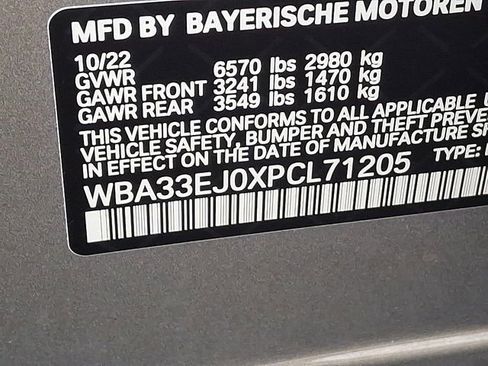 MFD BY BAYERISCHE MOTOREN
10/22
GVWR 6570 lbs 2980 kg
GAWR FRONT 3241 lbs 1470 kg
GAWR REAR 3549 lbs 1610 kg
THIS VEHICLE CONFORMS TO ALL APPLICABLE
VEHICLE SAFETY, BUMPER AND THEFT PREVE
IN EFFECT ON THE DATE OF MANUFACTURE SH
WBA33EJ0XPCL71205 TYPE: